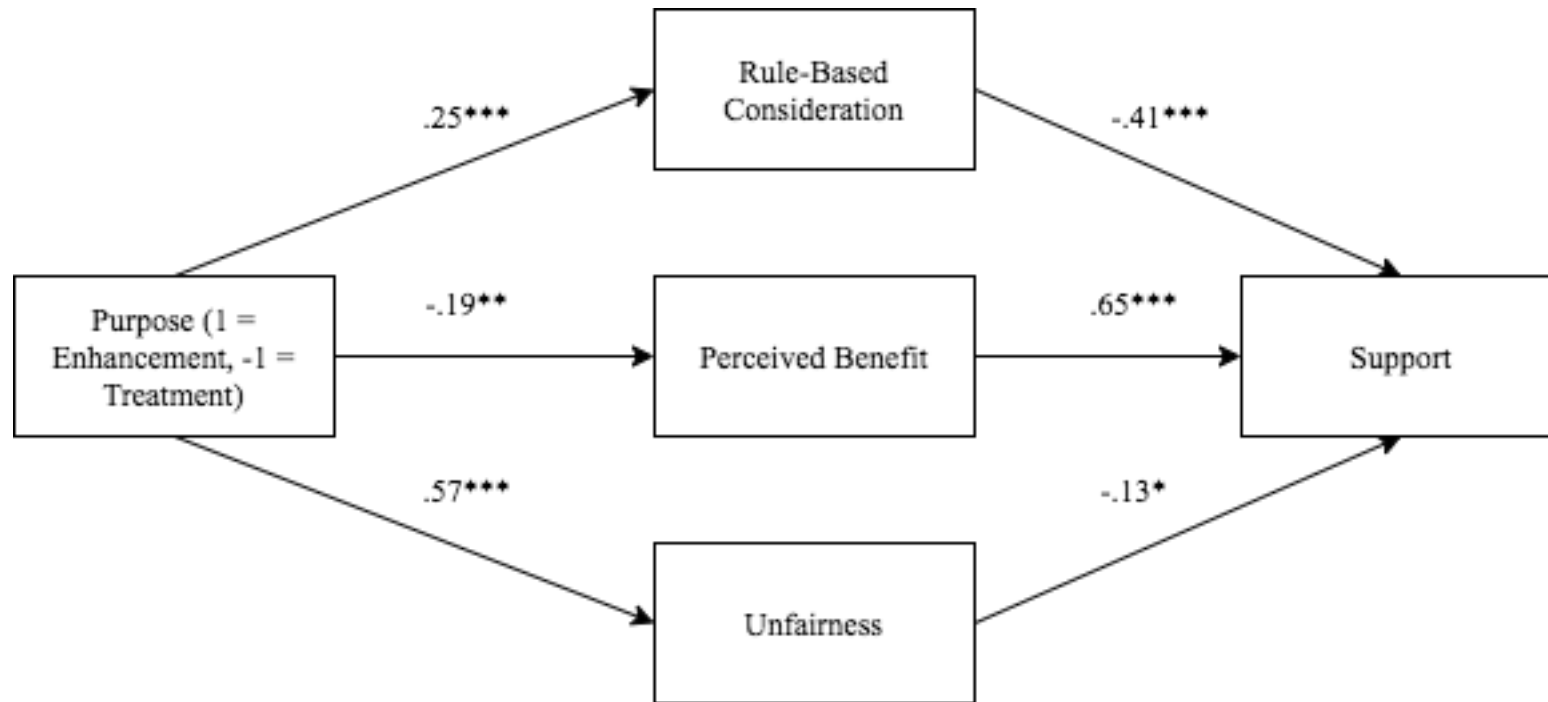 Rule-Based
Consideration
.25***
-.41***
Purpose (1 =
Enhancement, -1 =
Treatment)
-.19**
Perceived Benefit
.65***
Support
.57***
-.13*
Unfairness